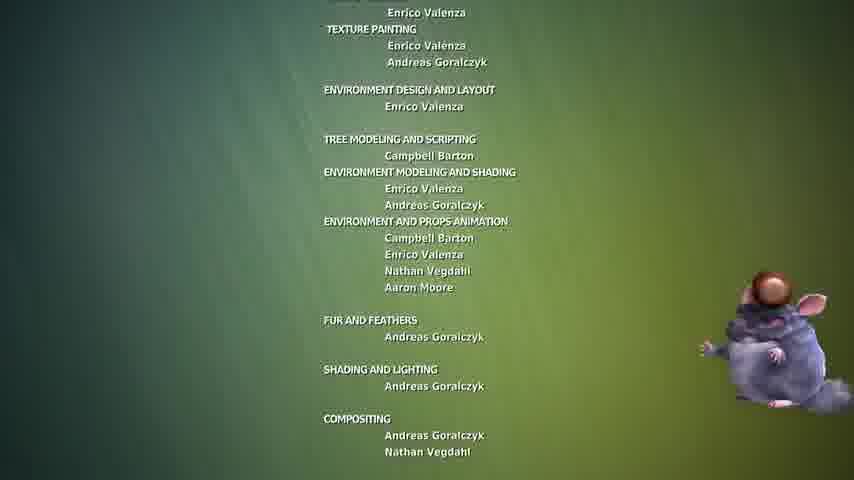 Enrico Valenza
TEXTURE PAINTING
Enrico Valenza
Andreas Goralczyk
ENVIRONMENT DESIGN AND LAYOUT
Enrico Valenza
TREE MODELING AND SCRIPTING
Campbell Barton
ENVIRONMENT MODELING AND SHADING
Enrico Valenza
Andreas Goralczyk
ENVIRONMENT AND PROPS ANIMATION
Campbell Barton
Enrico Valenza
Nathan Vegdahl
Aaron Moore
FUR AND FEATHERS
Andreas Goralczyk
SHADING AND LIGHTING
Andreas Goralczyk
COMPOSITING
Andreas Goralczyk
Nathan Vegdahl